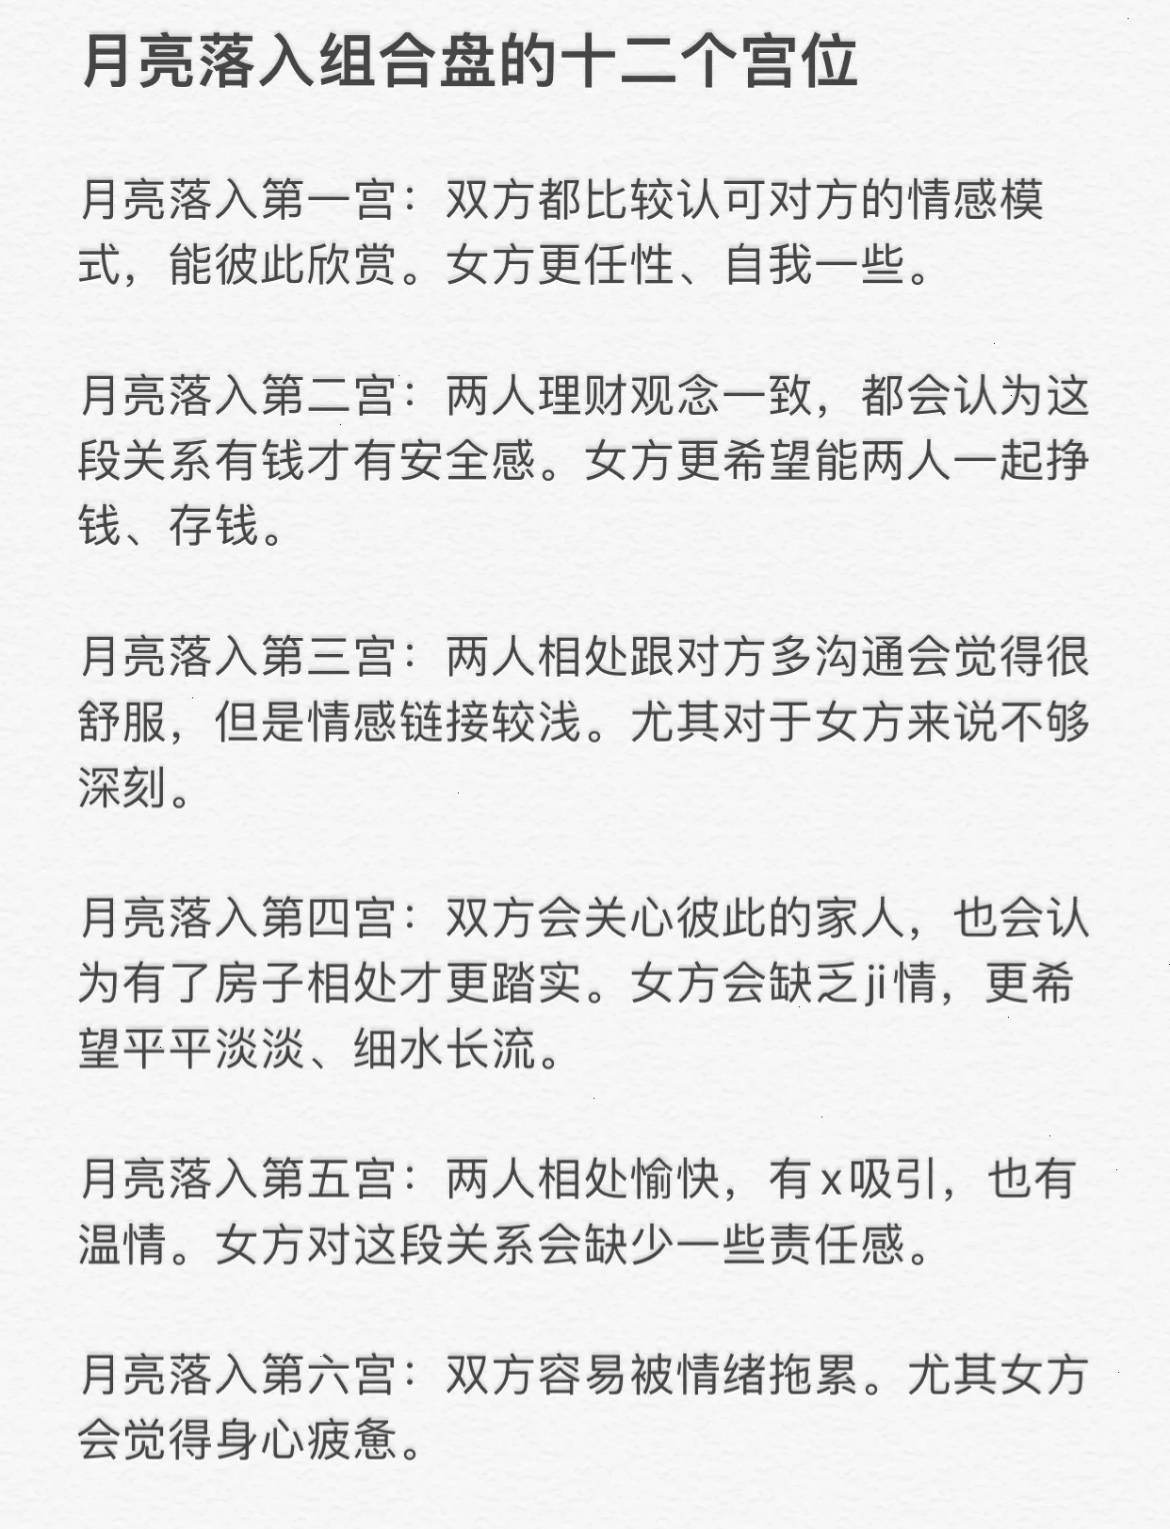 月亮落入组合盘的十二个宫位
月亮落入第一宫：双方都比较认可对方的情感模
式，能彼此欣赏。女方更任性、自我一些。
月亮落入第二宫：两人理财观念一致，都会认为这
段关系有钱才有安全感。女方更希望能两人一起挣
钱、存钱。
月亮落入第三宫：两人相处跟对方多沟通会觉得很
舒服，但是情感链接较浅。尤其对于女方来说不够
深刻。
月亮落入第四宫：双方会关心彼此的家人，也会认
为有了房子相处才更踏实。女方会缺乏ji情，更希
望平平淡淡、细水长流。
月亮落入第五宫：两人相处愉快，有x吸引，也有
温情。女方对这段关系会缺少一些责任感。
月亮落入第六宫：双方容易被情绪拖累。尤其女方
会觉得身心疲惫。